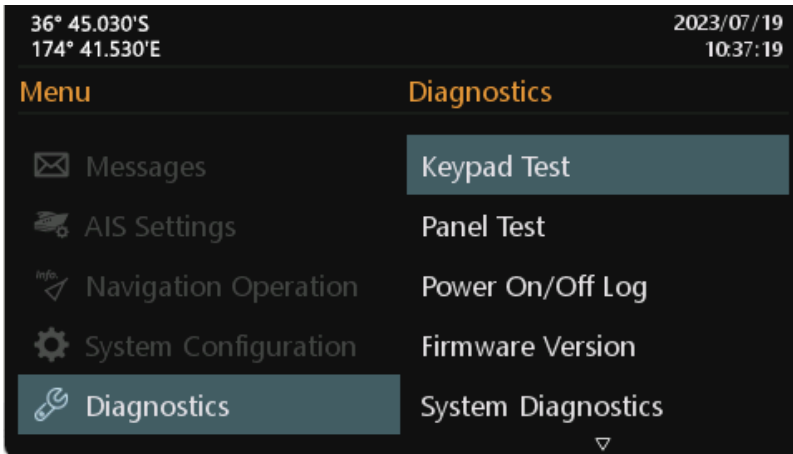 36° 45.030'S
174° 41.530'E
2023/07/19
10:37:19
Menu
Messages
AIS Settings
info.
Navigation Operation
System Configuration
Diagnostics
Diagnostics
Keypad Test
Panel Test
Power On/Off Log
Firmware Version
System Diagnostics